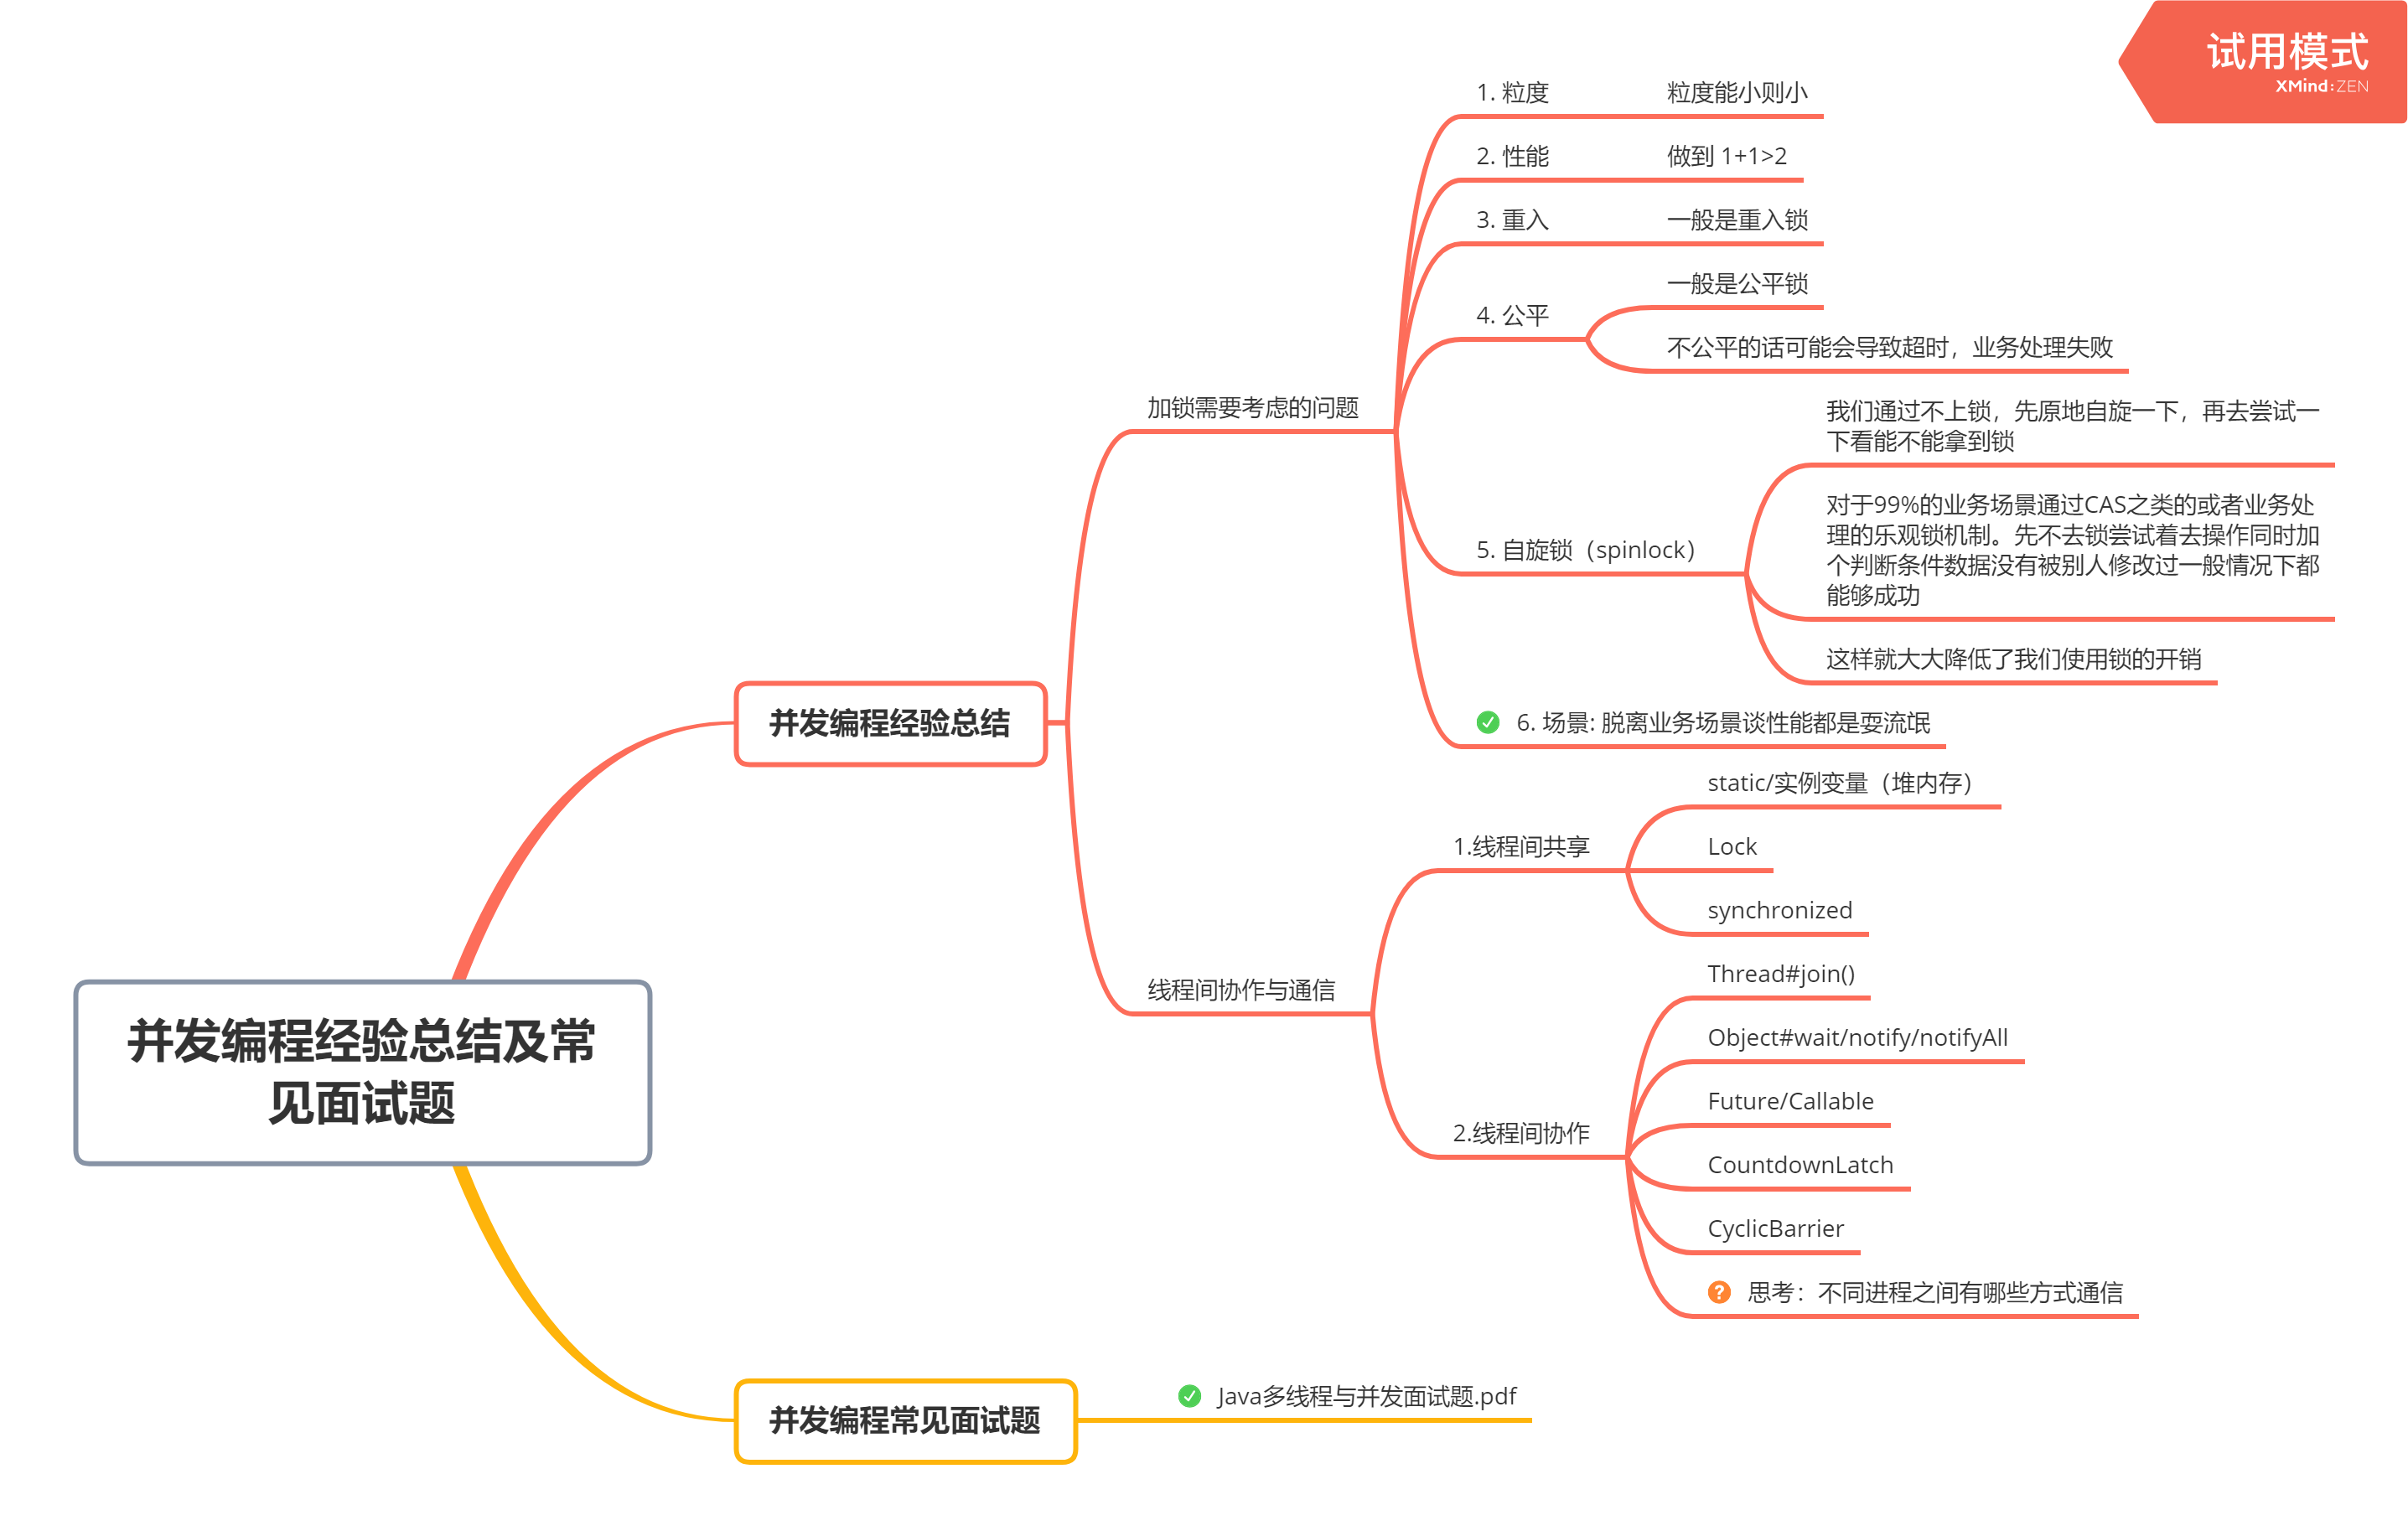 试用模式
XMind:ZEN
并发编程经验总结及常
见面试题
并发编程经验总结
加锁需要考虑的问题
1. 粒度
粒度能小则小
2. 性能
做到 1+1>2
3. 重入
一般是重入锁
4. 公平
一般是公平锁
不公平的话可能会导致超时，业务处理失败
5. 自旋锁（spinlock）
我们通过不上锁，先原地自旋一下，再去尝试一
下看能不能拿到锁
对于99%的业务场景通过CAS之类的或者业务处
理的乐观锁机制。先不去锁尝试着去操作同时加
个判断条件数据没有被别人修改过一般情况下都
能够成功
这样就大大降低了我们使用锁的开销
6. 场景: 脱离业务场景谈性能都是耍流氓
线程间协作与通信
1.线程间共享
static/实例变量（堆内存）
Lock
synchronized
2.线程间协作
Thread#join()
Object#wait/notify/notifyAll
Future/Callable
CountdownLatch
CyclicBarrier
思考：不同进程之间有哪些方式通信
并发编程常见面试题
Java多线程与并发面试题.pdf